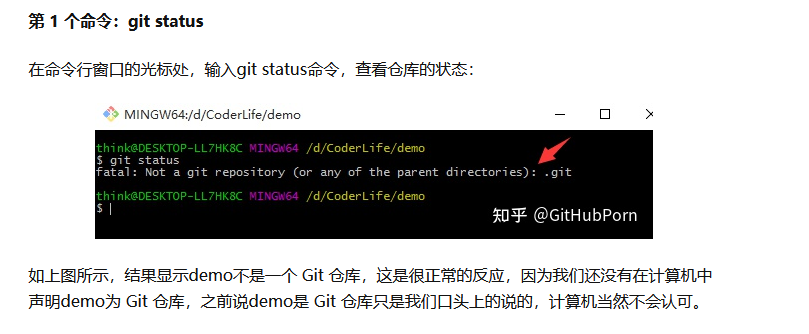 第 1 个命令：git status
在命令行窗口的光标处，输入git status命令，查看仓库的状态：
MINGW64:/d/CoderLife/demo
think@DESKTOP-LL7HK8C MINGW64 /d/CoderLife/demo
$ git status
fatal: Not a git repository (or any of the parent directories): .git
think@DESKTOP-LL7HK8C MINGW64 /d/CoderLife/demo
$
知乎 @GitHubPorn
如上图所示，结果显示demo不是一个 Git 仓库，这是很正常的反应，因为我们还没有在计算机中
声明demo为 Git 仓库，之前说demo是 Git 仓库只是我们口头上的说的，计算机当然不会认可。